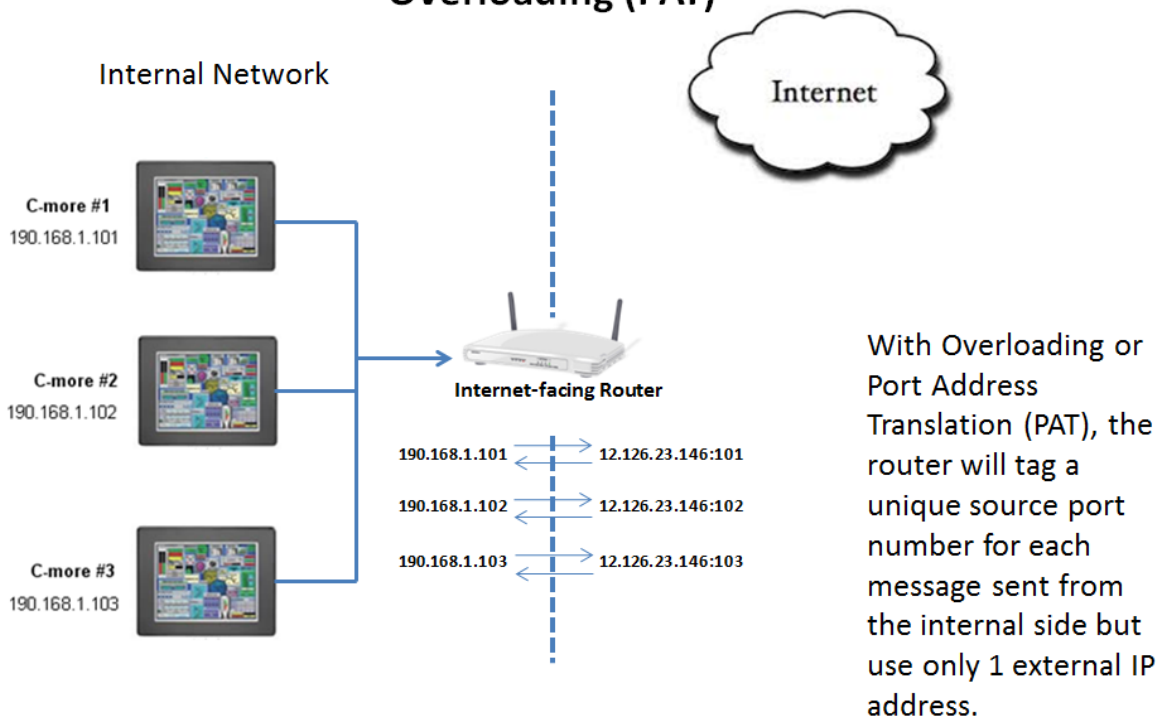 Overloading (PAT)
Internal Network
Internet
C-more #1
190.168.1.101
C-more #2
190.168.1.102
C-more #3
190.168.1.103
Internet-facing Router
190.168.1.101 12.126.23.146:101
190.168.1.102 12.126.23.146:102
190.168.1.103 12.126.23.146:103
With Overloading or
Port Address
Translation (PAT), the
router will tag a
unique source port
number for each
message sent from
the internal side but
use only 1 external IP
address.